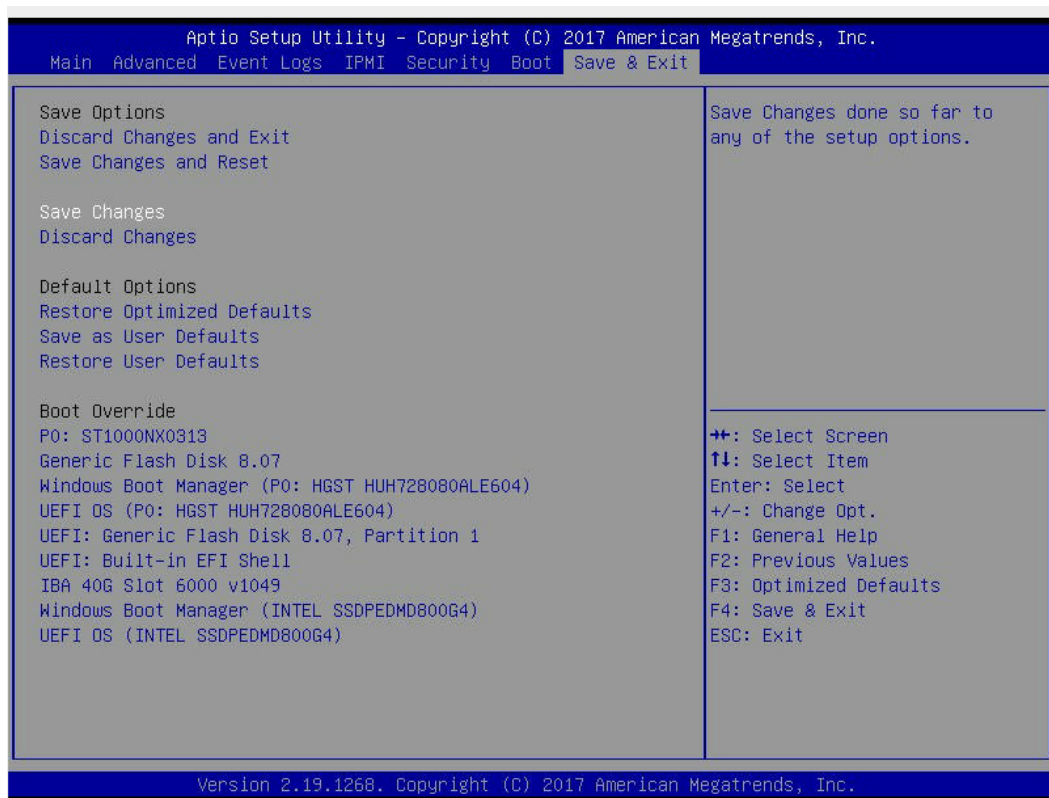 Aptio Setup Utility – Copyright (C) 2017 American Megatrends, Inc.
Main Advanced Event Logs IPMI Security Boot Save & Exit
Save Options
Discard Changes and Exit
Save Changes and Reset
Save Changes
Discard Changes
Default Options
Restore Optimized Defaults
Save as User Defaults
Restore User Defaults
Boot Override
P0: ST1000NX0313
Generic Flash Disk 8.07
Windows Boot Manager (P0: HGST HUH728080ALE604)
UEFI OS (P0: HGST HUH728080ALE604)
UEFI: Generic Flash Disk 8.07, Partition 1
UEFI: Built-in EFI Shell
IBA 40G Slot 6000 v1049
Windows Boot Manager (INTEL SSDPEDMD800G4)
UEFI OS (INTEL SSDPEDMD800G4)
Save Changes done so far to
any of the setup options.
→←: Select Screen
↑↓: Select Item
Enter: Select
+/-: Change Opt.
F1: General Help
F2: Previous Values
F3: Optimized Defaults
F4: Save & Exit
ESC: Exit
Version 2.19.1268. Copyright (C) 2017 American Megatrends, Inc.